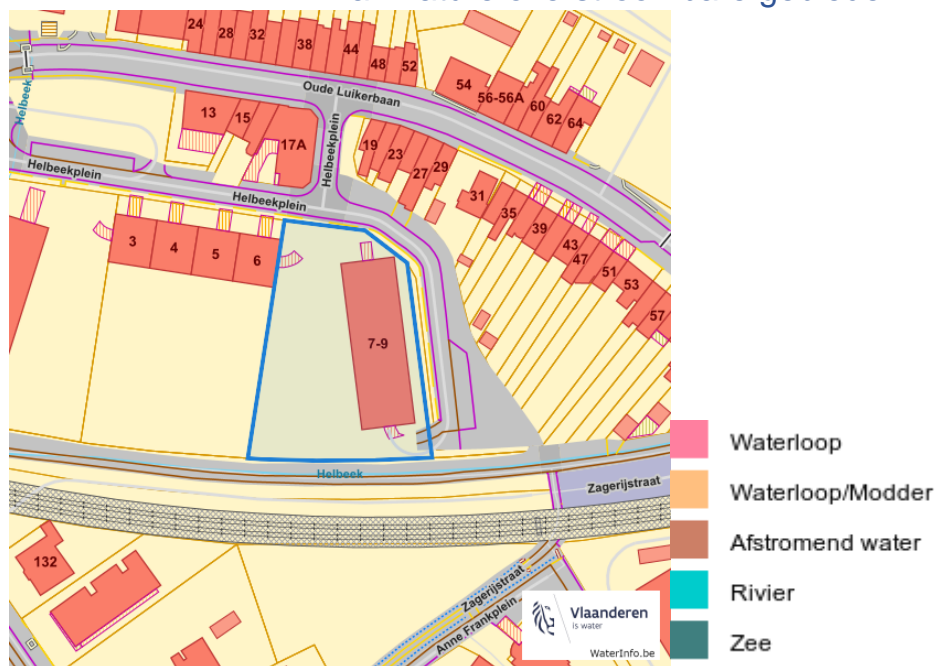 24
28
32
38
44
48
52
54
56-56A
60
62
64
Oude Luikerbaan
Helbeek
13
15
17A
Helbeekplein
19
23
27
29
31
35
39
43
47
51
53
57
Helbeekplein
Helbeekplein
3
4
5
6
7-9
Helbeek
Zagerijstraat
132
Zagerijstraat
Anne Frankplein
Vlaanderen
is water
WaterInfo.be
Waterloop
Waterloop/Modder
Afstromend water
Rivier
Zee